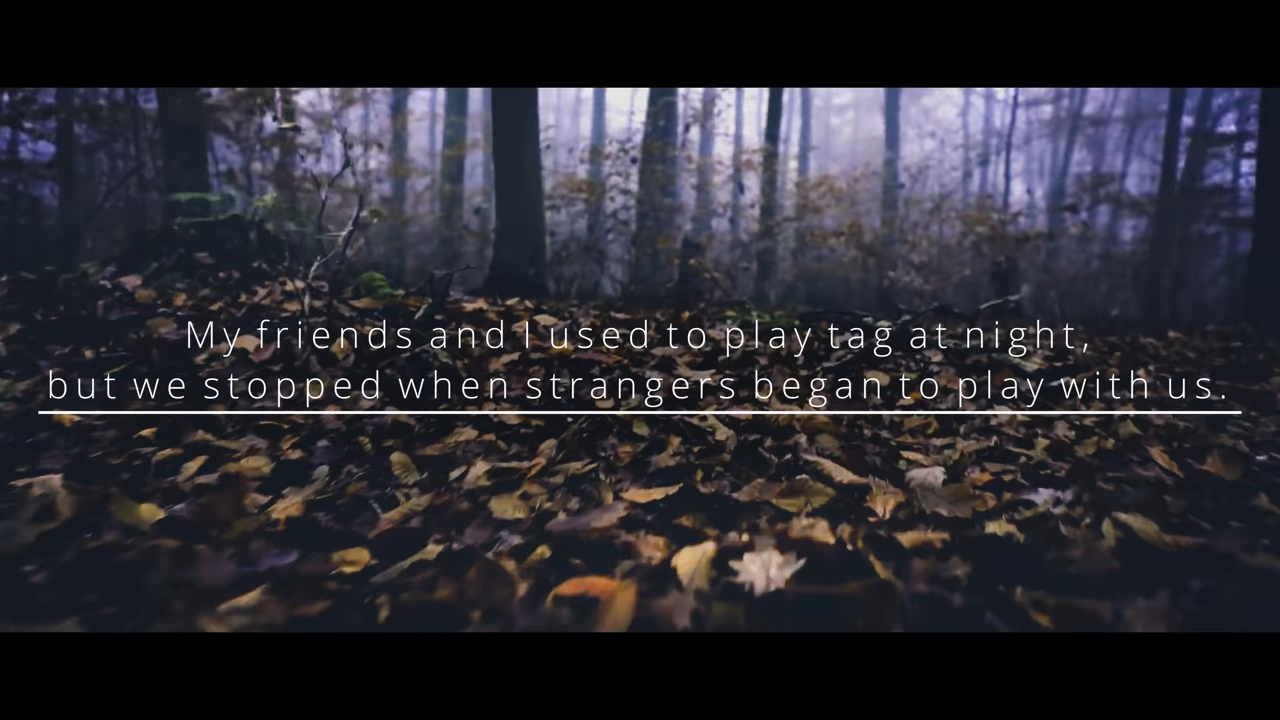 My friends and I used to play tag at night,
but we stopped when strangers began to play with us.